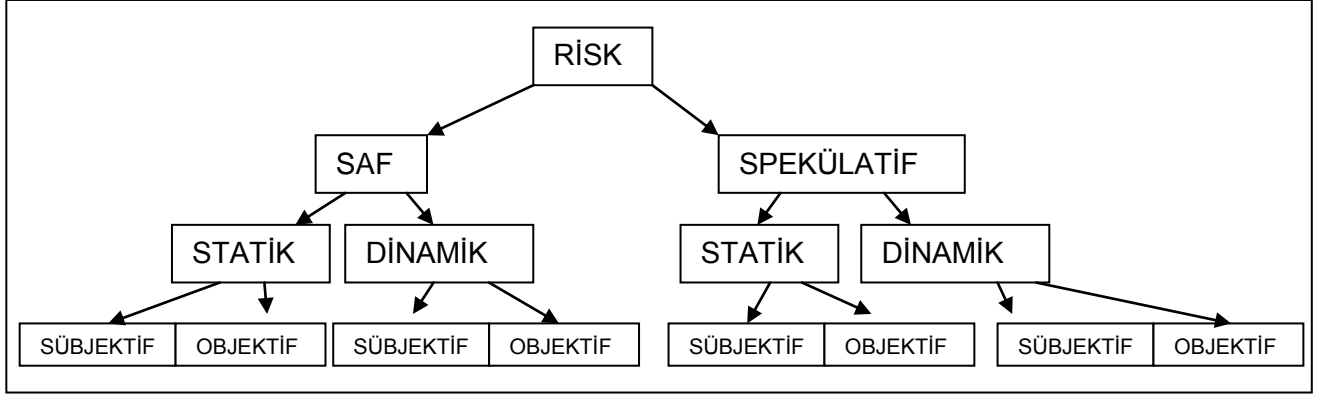 RİSK
SAF SPEKÜLATİF
STATİK DİNAMİK STATİK DİNAMİK
SÜBJEKTİF OBJEKTİF SÜBJEKTİF OBJEKTİF SÜBJEKTİF OBJEKTİF SÜBJEKTİF OBJEKTİF